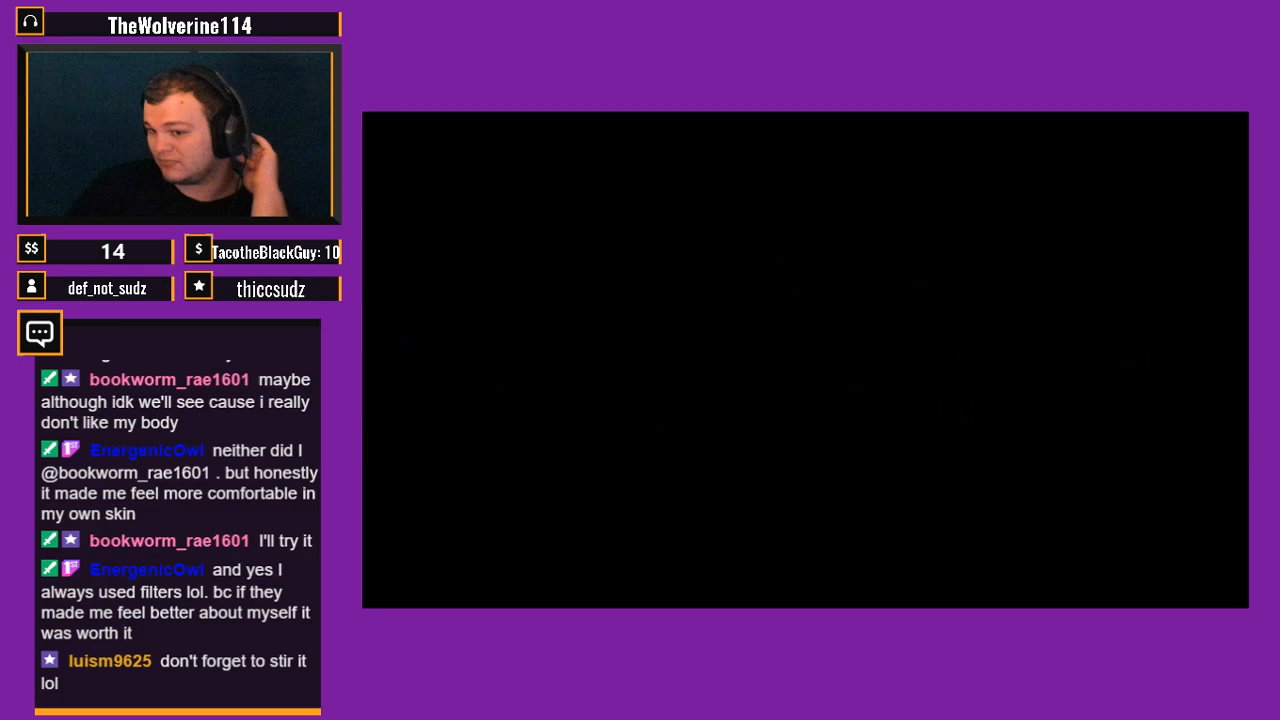 TheWolverine114
$$ 14
$ TacotheBlackGuy: 10
def_not_sudz
thiccsudz
bookworm_rae1601 maybe
although idk we'll see cause i really
don't like my body
1ST EnergenicOwl neither did I
@bookworm_rae1601 . but honestly
it made me feel more comfortable in
my own skin
bookworm_rae1601 I'll try it
1ST EnergenicOwl and yes I
always used filters lol. bc if they
made me feel better about myself it
was worth it
luism9625 don't forget to stir it
lol